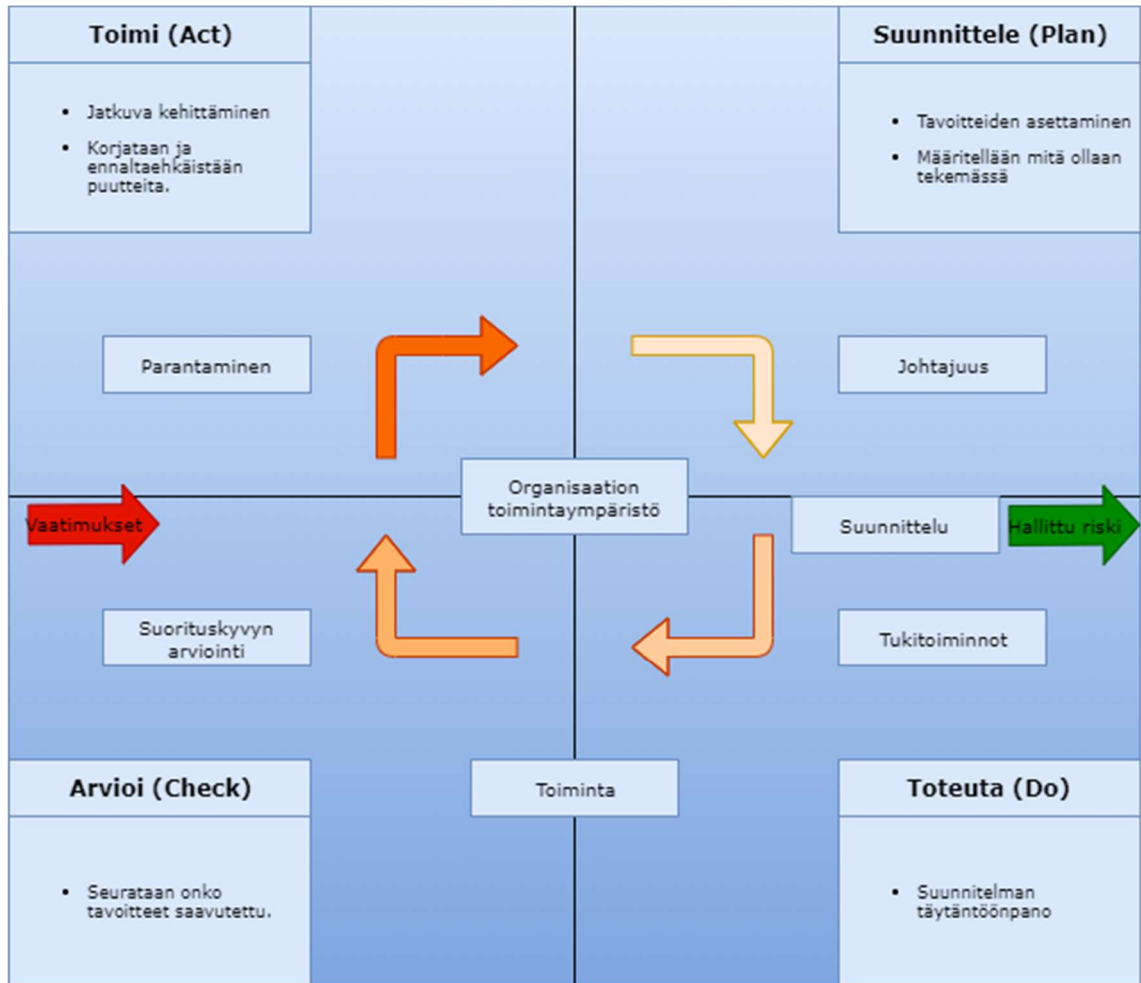 Toimi (Act)
• Jatkuva kehittäminen
• Korjataan ja
ennaltaehkäistään
puutteita.
Suunnittele (Plan)
• Tavoitteiden asettaminen
• Määritellään mitä ollaan
tekemässä
Parantaminen
Johtajuus
Organisaation
toimintaympäristö
Vaatimukset
Suunnittelu
Hallittu riski
Suorituskyvyn
arviointi
Tukitoiminnot
Toiminta
Arvioi (Check)
• Seurataan onko
tavoitteet saavutettu.
Toteuta (Do)
• Suunnitelman
täytäntöönpano